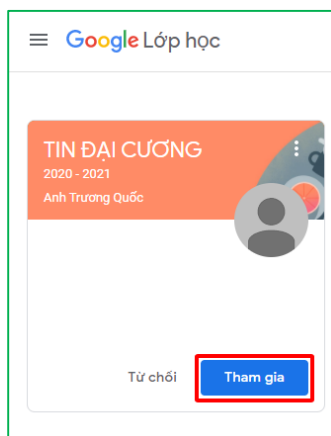 Google Lớp học
TIN ĐẠI CƯƠNG
2020 - 2021
Anh Trương Quốc
Từ chối
Tham gia